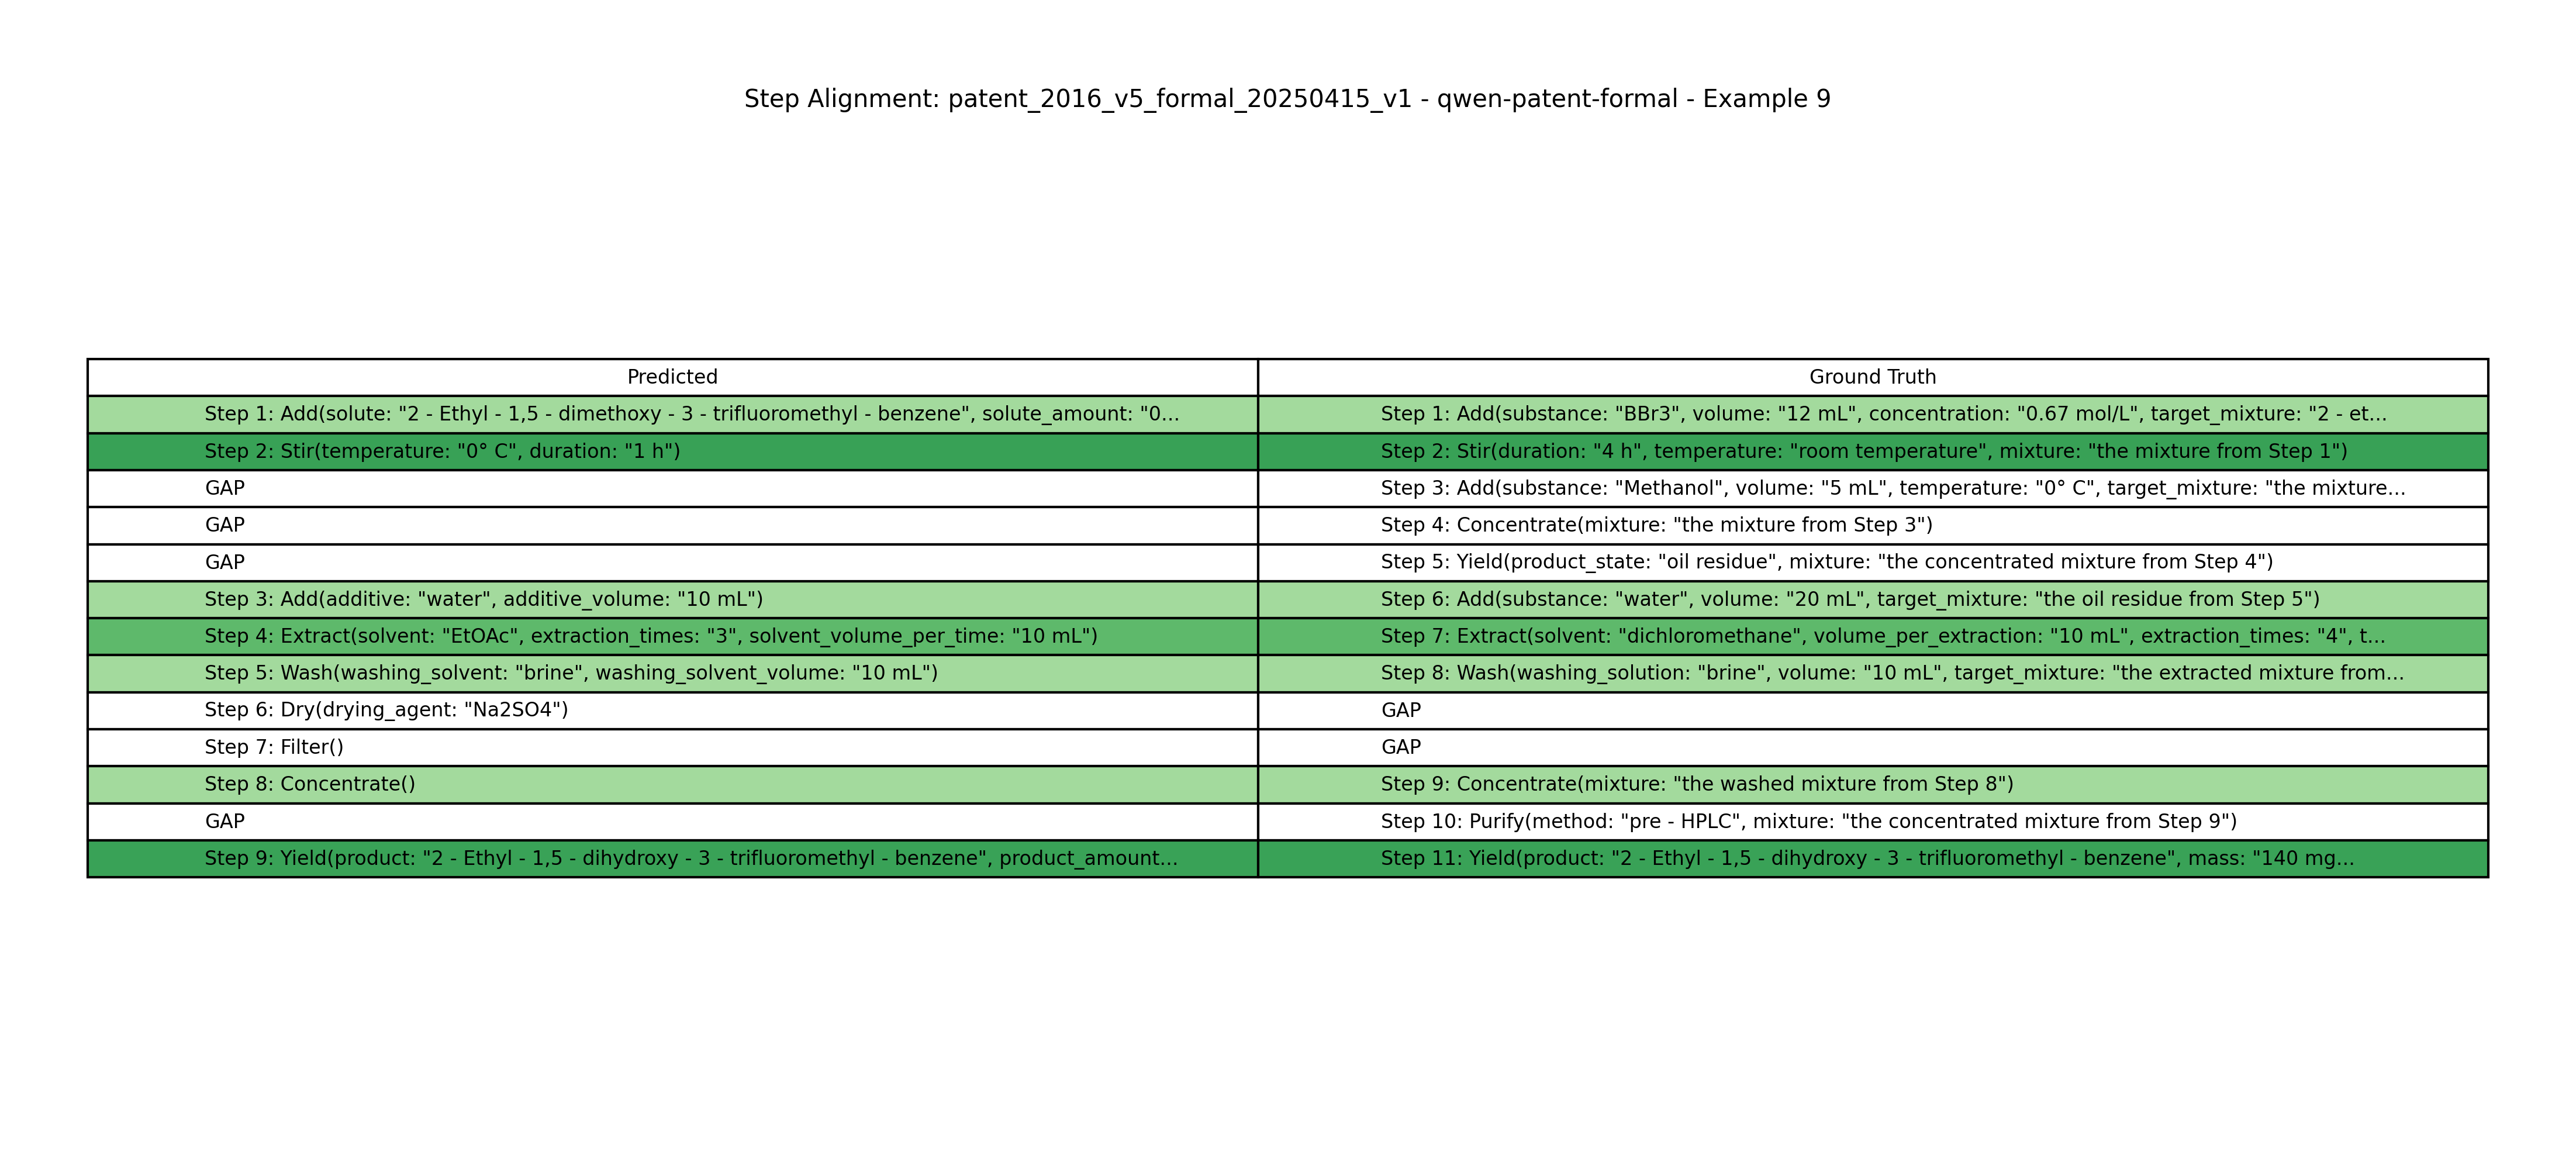 Step Alignment: patent_2016_v5_formal_20250415_v1 - qwen-patent-formal - Example 9
Predicted Ground Truth
Step 1: Add(solute: "2 - Ethyl - 1,5 - dimethoxy - 3 - trifluoromethyl - benzene", solute_amount: "0... Step 1: Add(substance: "BBr3", volume: "12 mL", concentration: "0.67 mol/L", target_mixture: "2 - et...
Step 2: Stir(temperature: "0° C", duration: "1 h") Step 2: Stir(duration: "4 h", temperature: "room temperature", mixture: "the mixture from Step 1")
GAP Step 3: Add(substance: "Methanol", volume: "5 mL", temperature: "0° C", target_mixture: "the mixture...
GAP Step 4: Concentrate(mixture: "the mixture from Step 3")
GAP Step 5: Yield(product_state: "oil residue", mixture: "the concentrated mixture from Step 4")
Step 3: Add(additive: "water", additive_volume: "10 mL") Step 6: Add(substance: "water", volume: "20 mL", target_mixture: "the oil residue from Step 5")
Step 4: Extract(solvent: "EtOAc", extraction_times: "3", solvent_volume_per_time: "10 mL") Step 7: Extract(solvent: "dichloromethane", volume_per_extraction: "10 mL", extraction_times: "4", t...
Step 5: Wash(washing_solvent: "brine", washing_solvent_volume: "10 mL") Step 8: Wash(washing_solution: "brine", volume: "10 mL", target_mixture: "the extracted mixture from...
Step 6: Dry(drying_agent: "Na2SO4") GAP
Step 7: Filter() GAP
Step 8: Concentrate() Step 9: Concentrate(mixture: "the washed mixture from Step 8")
GAP Step 10: Purify(method: "pre - HPLC", mixture: "the concentrated mixture from Step 9")
Step 9: Yield(product: "2 - Ethyl - 1,5 - dihydroxy - 3 - trifluoromethyl - benzene", product_amount... Step 11: Yield(product: "2 - Ethyl - 1,5 - dihydroxy - 3 - trifluoromethyl - benzene", mass: "140 mg...